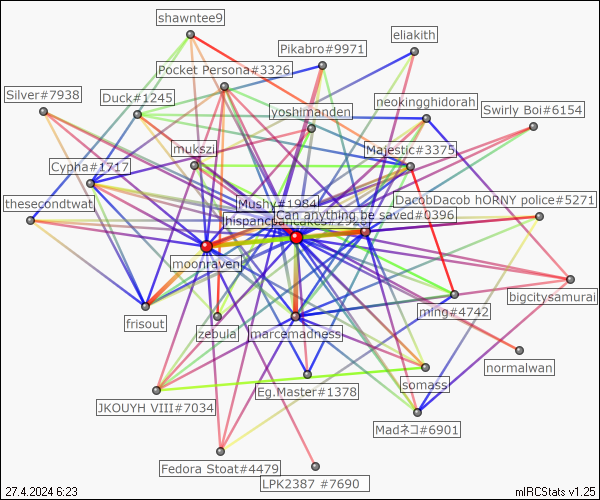 shawntee9
eliakith
Pikabro#9971
Pocket Persona#3326
Silver#7938
Duck#1245
neokingghidorah
Swirly Boi#6154
yoshimanden
mukszi
Majestic#3375
Cypha#1717
Mushy#1984
DacobDacob hORNY police#5271
thesecondtwat
Can anything be saved#0396
moonraven
bigcitysamurai
ming#4742
frisout
zebula
marcemadness
normalwan
Eg.Master#1378
somass
JKOUYH VIII#7034
Madネコ#6901
Fedora Stoat#4479
LPK2387 #7690
27.4.2024 6:23
mIRCStats v1.25